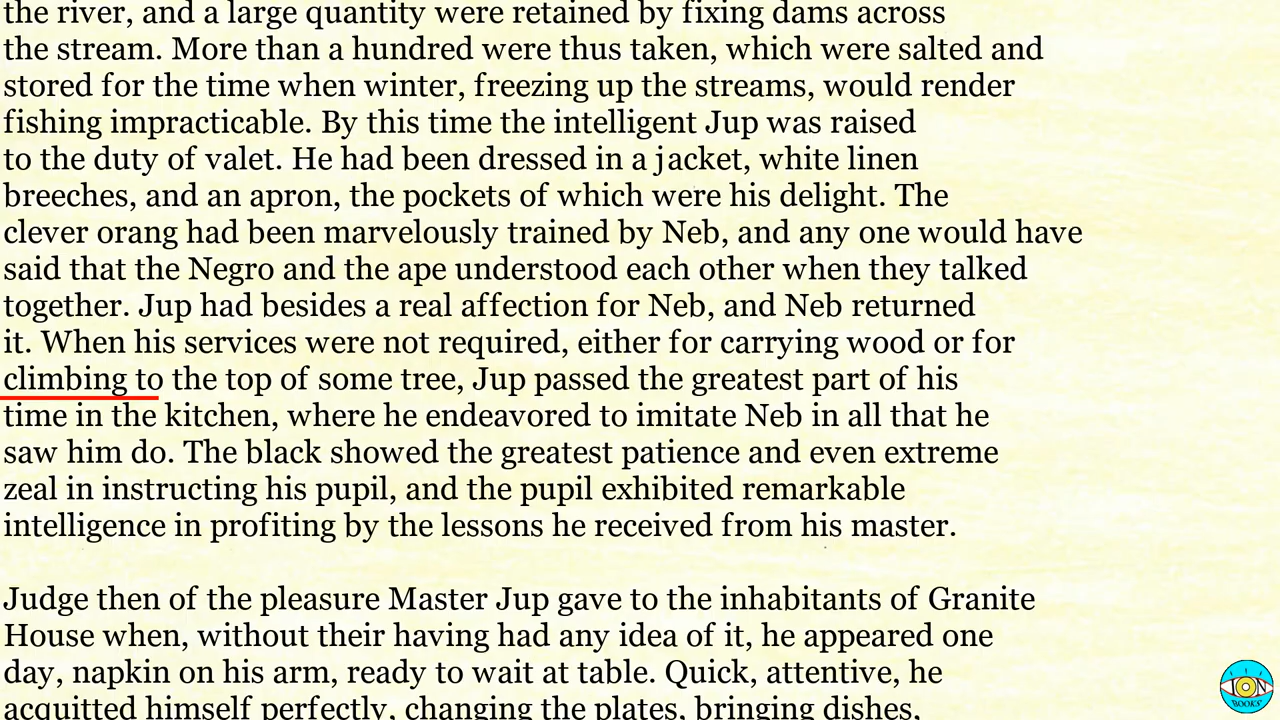 the river, and a large quantity were retained by fixing dams across
the stream. More than a hundred were thus taken, which were salted and
stored for the time when winter, freezing up the streams, would render
fishing impracticable. By this time the intelligent Jup was raised
to the duty of valet. He had been dressed in a jacket, white linen
breeches, and an apron, the pockets of which were his delight. The
clever orang had been marvelously trained by Neb, and any one would have
said that the Negro and the ape understood each other when they talked
together. Jup had besides a real affection for Neb, and Neb returned
it. When his services were not required, either for carrying wood or for
climbing to the top of some tree, Jup passed the greatest part of his
time in the kitchen, where he endeavored to imitate Neb in all that he
saw him do. The black showed the greatest patience and even extreme
zeal in instructing his pupil, and the pupil exhibited remarkable
intelligence in profiting by the lessons he received from his master.
Judge then of the pleasure Master Jup gave to the inhabitants of Granite
House when, without their having had any idea of it, he appeared one
day, napkin on his arm, ready to wait at table. Quick, attentive, he
acquitted himself perfectly, changing the plates, bringing dishes,
ION
BOOKS